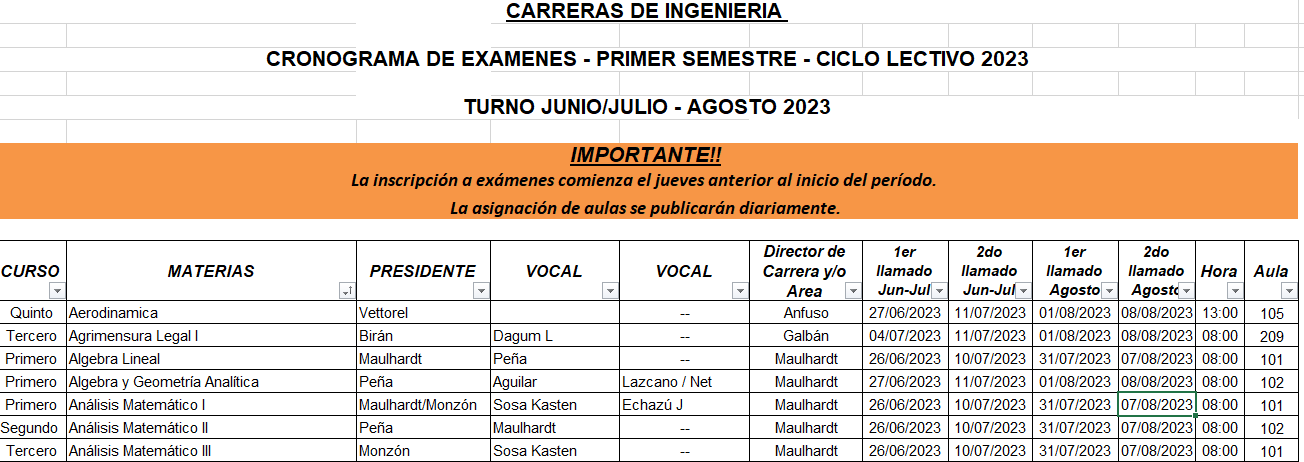 CARRERAS DE INGENIERIA
CRONOGRAMA DE EXAMENES - PRIMER SEMESTRE - CICLO LECTIVO 2023
TURNO JUNIO/JULIO - AGOSTO 2023
IMPORTANTE!!
La inscripción a exámenes comienza el jueves anterior al inicio del período.
La asignación de aulas se publicarán diariamente.
CURSO MATERIAS PRESIDENTE VOCAL VOCAL Director de Carrera y/o Area 1er llamado Jun-Jul 2do llamado Jun-Jul 1er llamado Agosto 2do llamado Agosto Hora Aula
Quinto Aerodinamica Vettorel -- Anfuso 27/06/2023 11/07/2023 01/08/2023 08/08/2023 13:00 105
Tercero Agrimensura Legal I Birán Dagum L -- Galbán 04/07/2023 11/07/2023 01/08/2023 08/08/2023 08:00 209
Primero Algebra Lineal Maulhardt Peña -- Maulhardt 26/06/2023 10/07/2023 31/07/2023 07/08/2023 08:00 101
Primero Algebra y Geometría Analítica Peña Aguilar Lazcano / Net Maulhardt 27/06/2023 11/07/2023 01/08/2023 08/08/2023 08:00 102
Primero Análisis Matemático I Maulhardt/Monzón Sosa Kasten Echazú J Maulhardt 26/06/2023 10/07/2023 31/07/2023 07/08/2023 08:00 101
Segundo Análisis Matemático II Peña Maulhardt -- Maulhardt 26/06/2023 10/07/2023 31/07/2023 07/08/2023 08:00 102
Tercero Análisis Matemático III Monzón Sosa Kasten -- Maulhardt 26/06/2023 10/07/2023 31/07/2023 07/08/2023 08:00 101